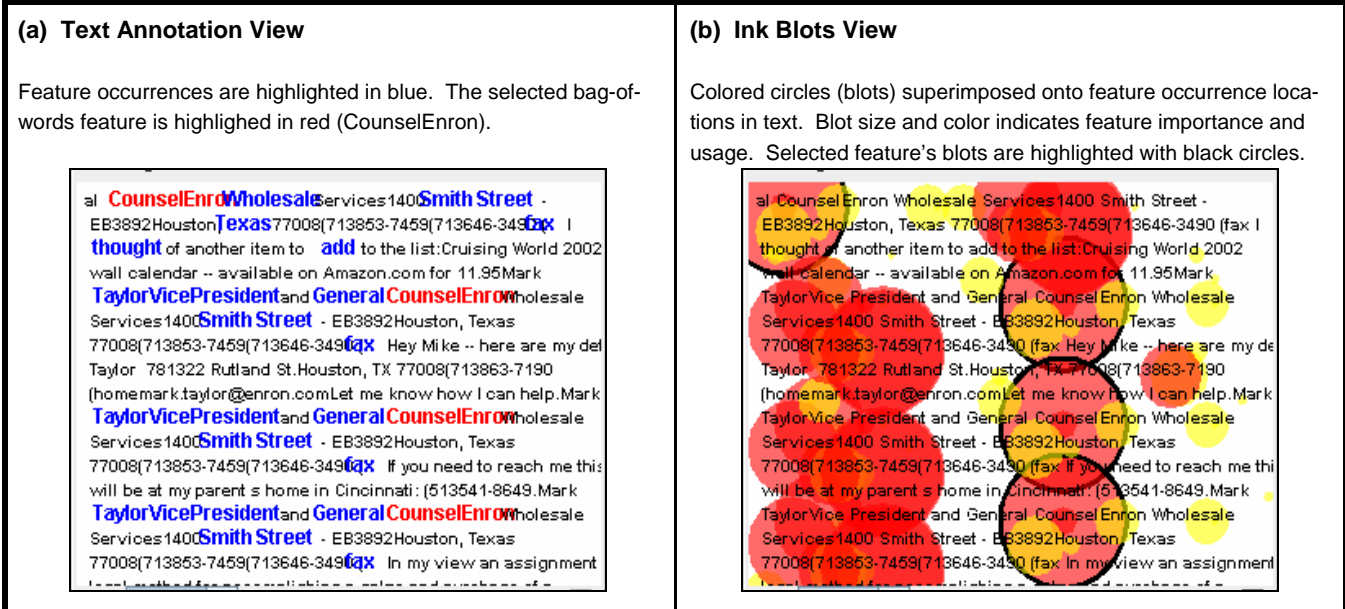 (a) Text Annotation View
Feature occurrences are highlighted in blue. The selected bag-of-
words feature is highlighed in red (CounselEnron).
al CounselEnronWholesaleServices1400Smith Street -
EB3892Houston,Texas77008(713853-7459(713646-3490fax I
thought of another item to add to the list:Cruising World 2002
wall calendar -- available on Amazon.com for 11.95Mark
TaylorVicePresidentand General CounselEnronWholesale
Services1400Smith Street - EB3892Houston, Texas
77008(713853-7459(713646-3490fax Hey Mike -- here are my det
Taylor 781322 Rutland St.Houston, TX 77008(713863-7190
(homemark.taylor@enron.comLet me know how I can help.Mark
TaylorVicePresidentand General CounselEnronWholesale
Services1400Smith Street - EB3892Houston, Texas
77008(713853-7459(713646-3490fax If you need to reach me this
will be at my parent s home in Cincinnati: (513541-8649.Mark
TaylorVicePresidentand General CounselEnronWholesale
Services1400Smith Street - EB3892Houston, Texas
77008(713853-7459(713646-3490fax In my view an assignment
(b) Ink Blots View
Colored circles (blots) superimposed onto feature occurrence loca-
tions in text. Blot size and color indicates feature importance and
usage. Selected feature's blots are highlighted with black circles.
al Counsel Enron Wholesale Services1400 Smith Street -
EB3892Houston, Texas 77008(713853-7459(713646-3490 (fax I
thought of another item to add to the list:Cruising World 2002
wall calendar -- available on Amazon.com for 11.95Mark
TaylorVice President and General Counsel Enron Wholesale
Services1400 Smith Street - EB3892Houston, Texas
77008(713853-7459(713646-3490 (fax Hey Mike -- here are my de
Taylor 781322 Rutland St.Houston, TX 77008(713863-7190
(homemark.taylor@enron.comLet me know how I can help.Mark
TaylorVice President and General Counsel Enron Wholesale
Services1400 Smith Street - EB3892Houston, Texas
77008(713853-7459(713646-3490 (fax If you need to reach me thi
will be at my parent s home in Cincinnati: (513541-8649.Mark
TaylorVice President and General Counsel Enron Wholesale
Services1400 Smith Street - EB3892Houston, Texas
77008(713853-7459(713646-3490 (fax In my view an assignment